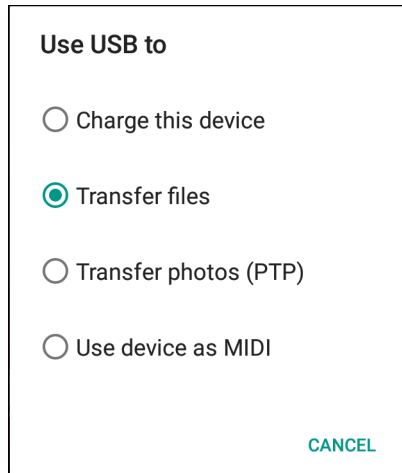 Use USB to
Charge this device
Transfer files
Transfer photos (PTP)
Use device as MIDI
CANCEL